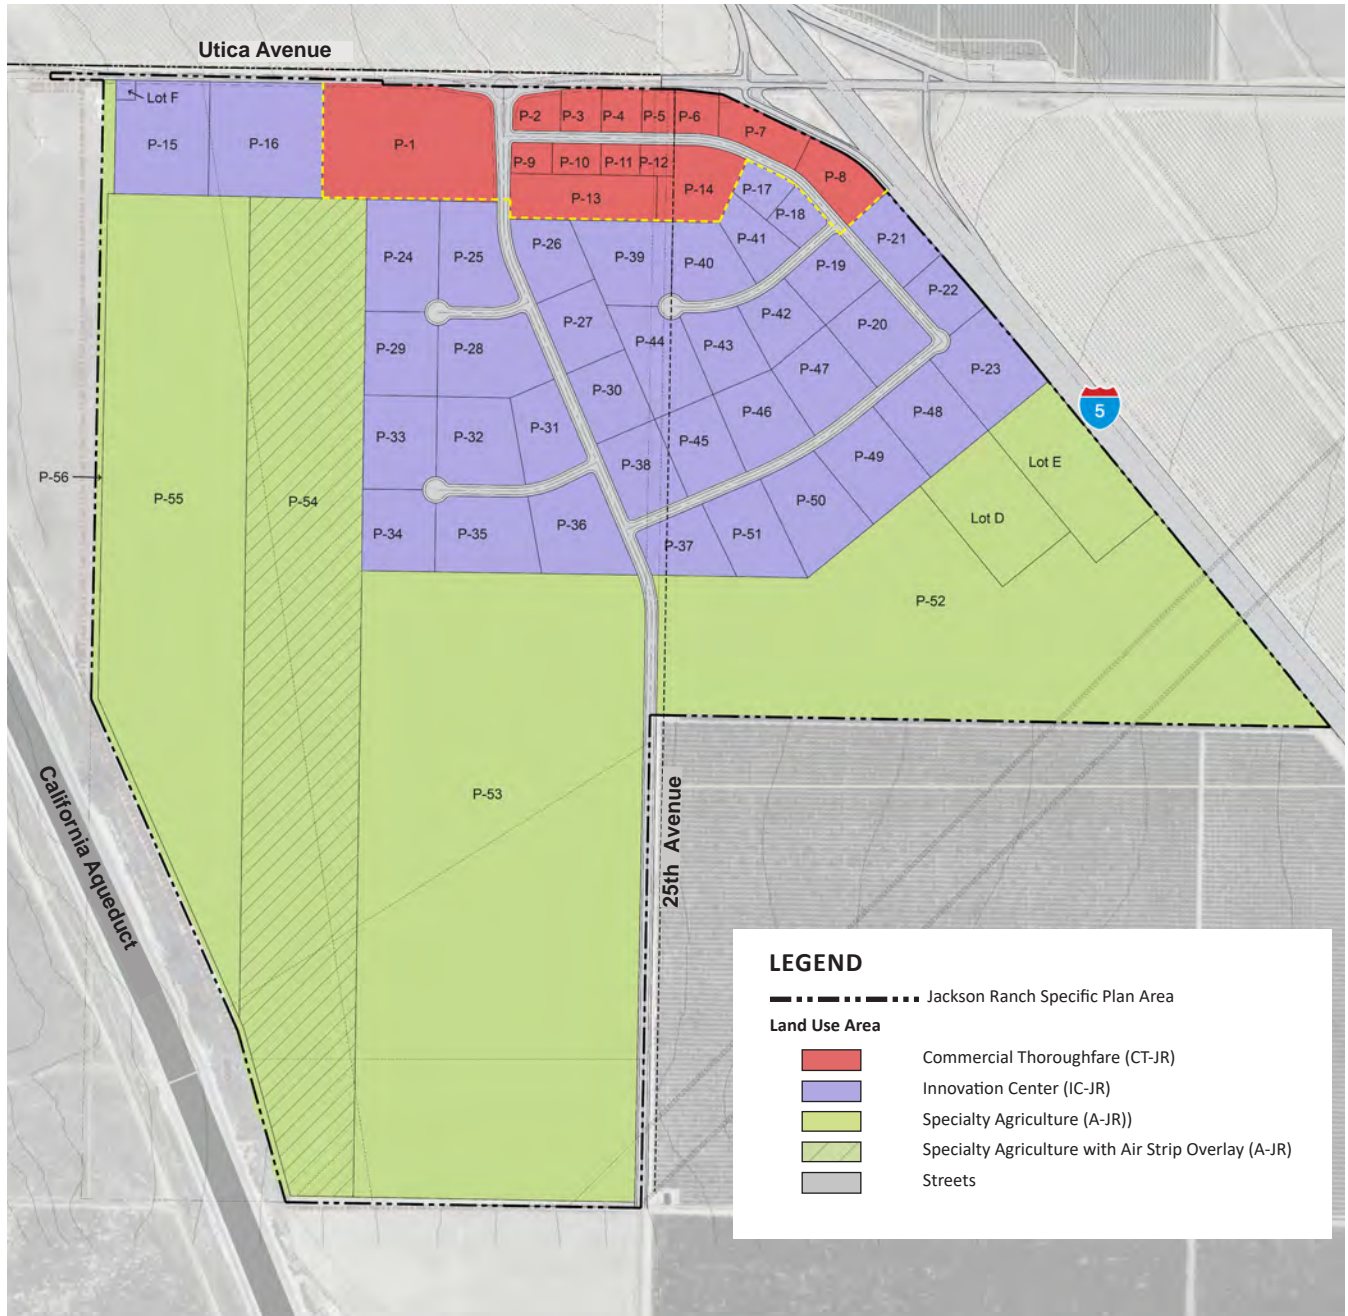 Utica Avenue
Lot F
P-15
P-16
P-1
P-2
P-3
P-4
P-5
P-6
P-7
P-8
P-9
P-10
P-11
P-12
P-13
P-14
P-17
P-18
P-21
P-24
P-25
P-26
P-39
P-40
P-41
P-19
P-22
P-29
P-28
P-27
P-44
P-43
P-42
P-20
P-23
5
P-30
P-47
P-33
P-32
P-31
P-46
P-48
P-38
P-45
P-49
Lot E
P-56
P-55
P-54
P-50
P-34
P-35
P-36
P-37
P-51
Lot D
P-52
P-53
California Aqueduct
25th Avenue
LEGEND
Jackson Ranch Specific Plan Area
Land Use Area
Commercial Thoroughfare (CT-JR)
Innovation Center (IC-JR)
Specialty Agriculture (A-JR))
Specialty Agriculture with Air Strip Overlay (A-JR)
Streets